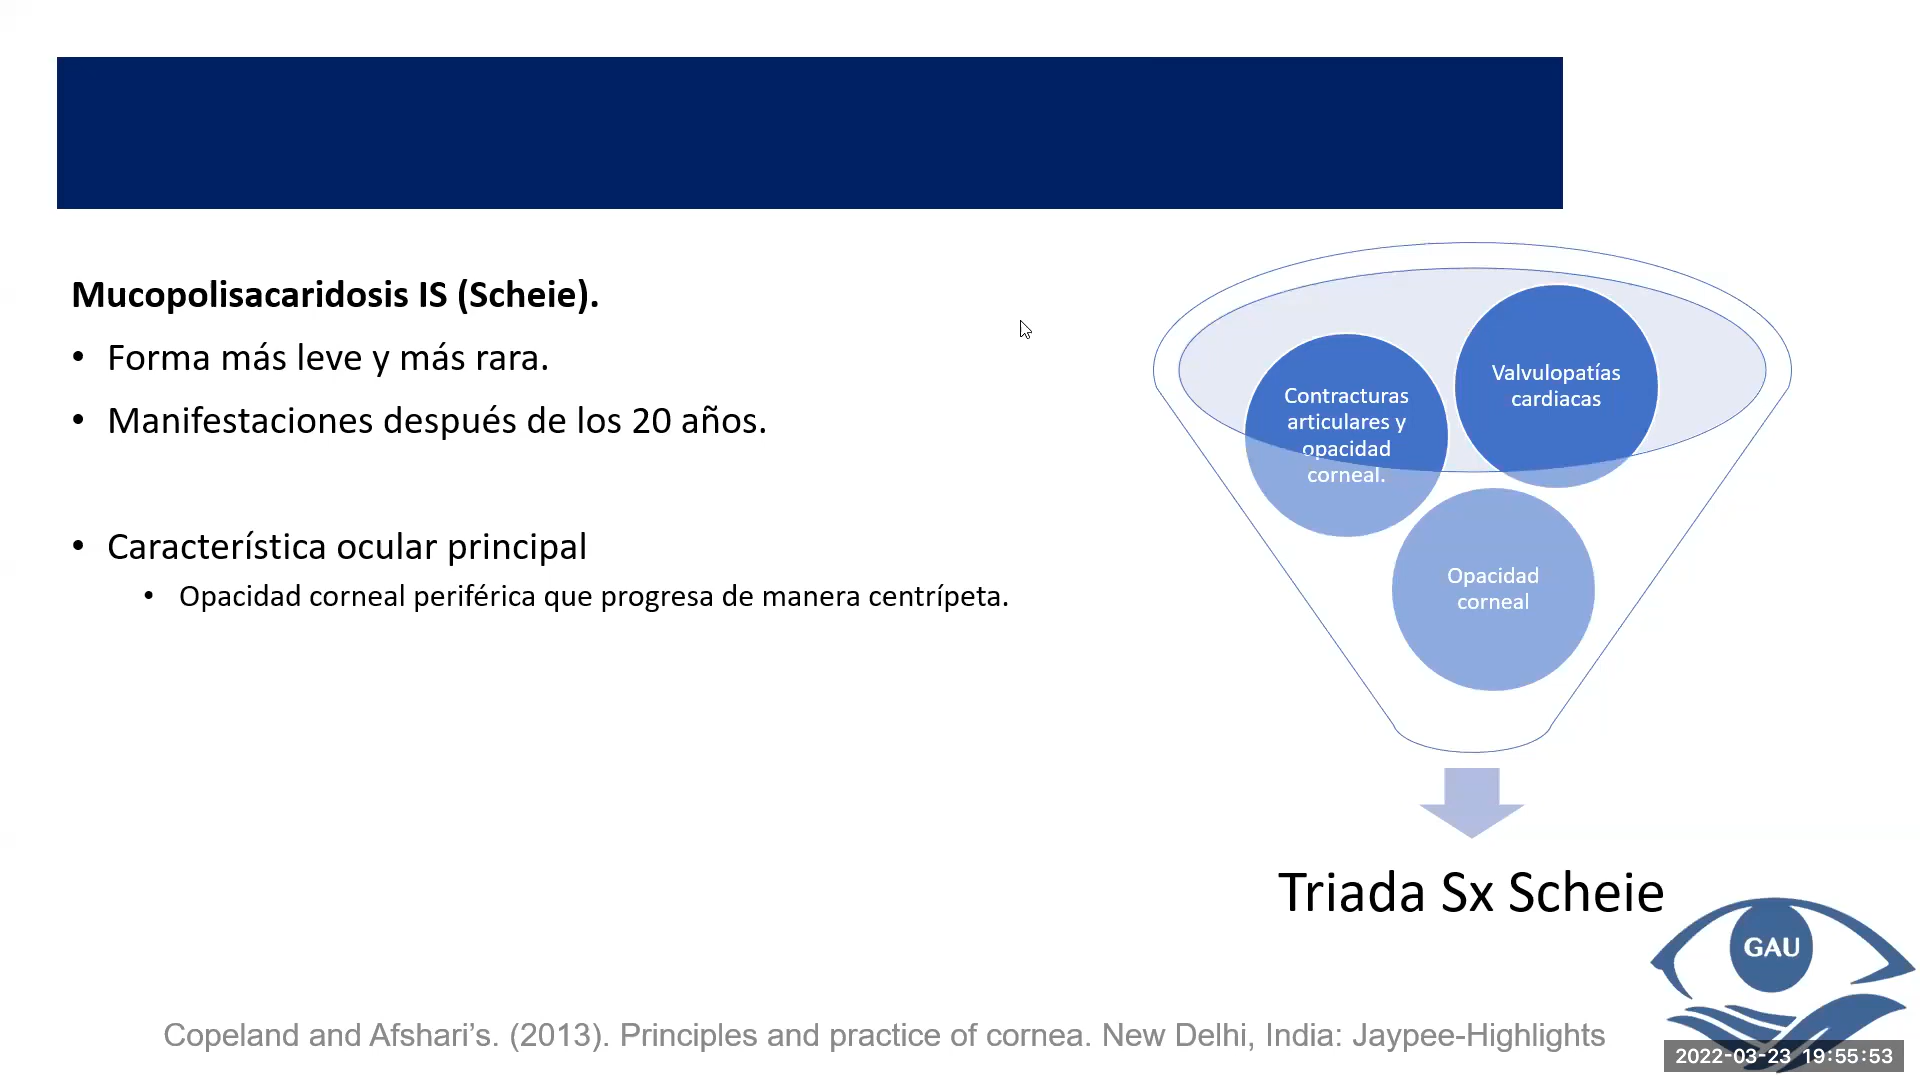 Mucopolisacaridosis IS (Scheie).
• Forma más leve y más rara.
• Manifestaciones después de los 20 años.
• Característica ocular principal
• Opacidad corneal periférica que progresa de manera centrípeta.
Contracturas
articulares y
opacidad
corneal.
Valvulopatías
cardiacas
Opacidad
corneal
Triada Sx Scheie
GAU
Copeland and Afshari’s. (2013). Principles and practice of cornea. New Delhi, India: Jaypee-Highlights
2022-03-23 19:55:53